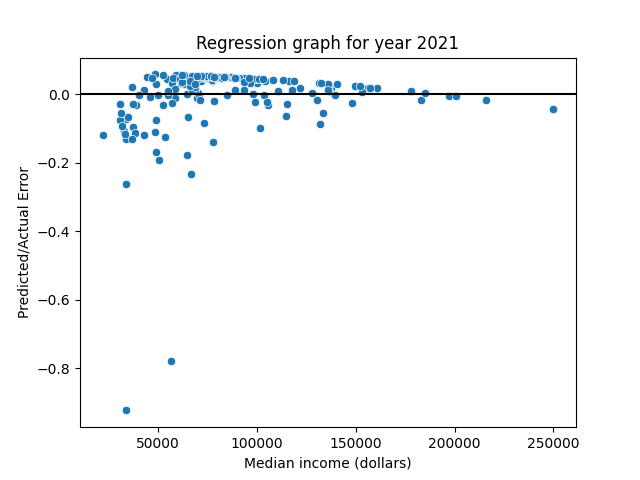 Regression graph for year 2021
Predicted/Actual Error
0.0
−0.2
−0.4
−0.6
−0.8
50000 100000 150000 200000 250000
Median income (dollars)